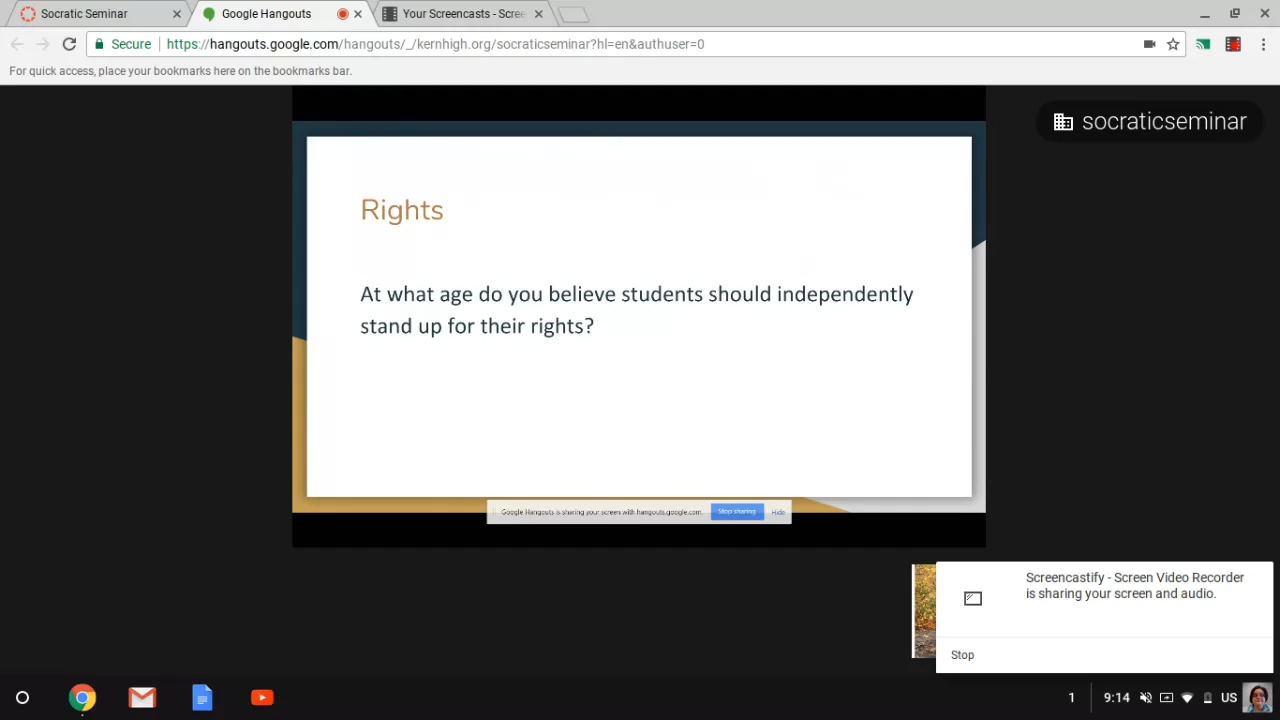 Socratic Seminar
Google Hangouts
Your Screencasts - Scree
Secure
https://hangouts.google.com/hangouts/_/kernhigh.org/socraticseminar?hl=en&authuser=0
For quick access, place your bookmarks here on the bookmarks bar.
socraticseminar
Rights
At what age do you believe students should independently
stand up for their rights?
Google Hangouts is sharing your screen with hangouts.google.com.
Stop sharing
Hide
Screencastify - Screen Video Recorder
is sharing your screen and audio.
Stop
1
9:14
US